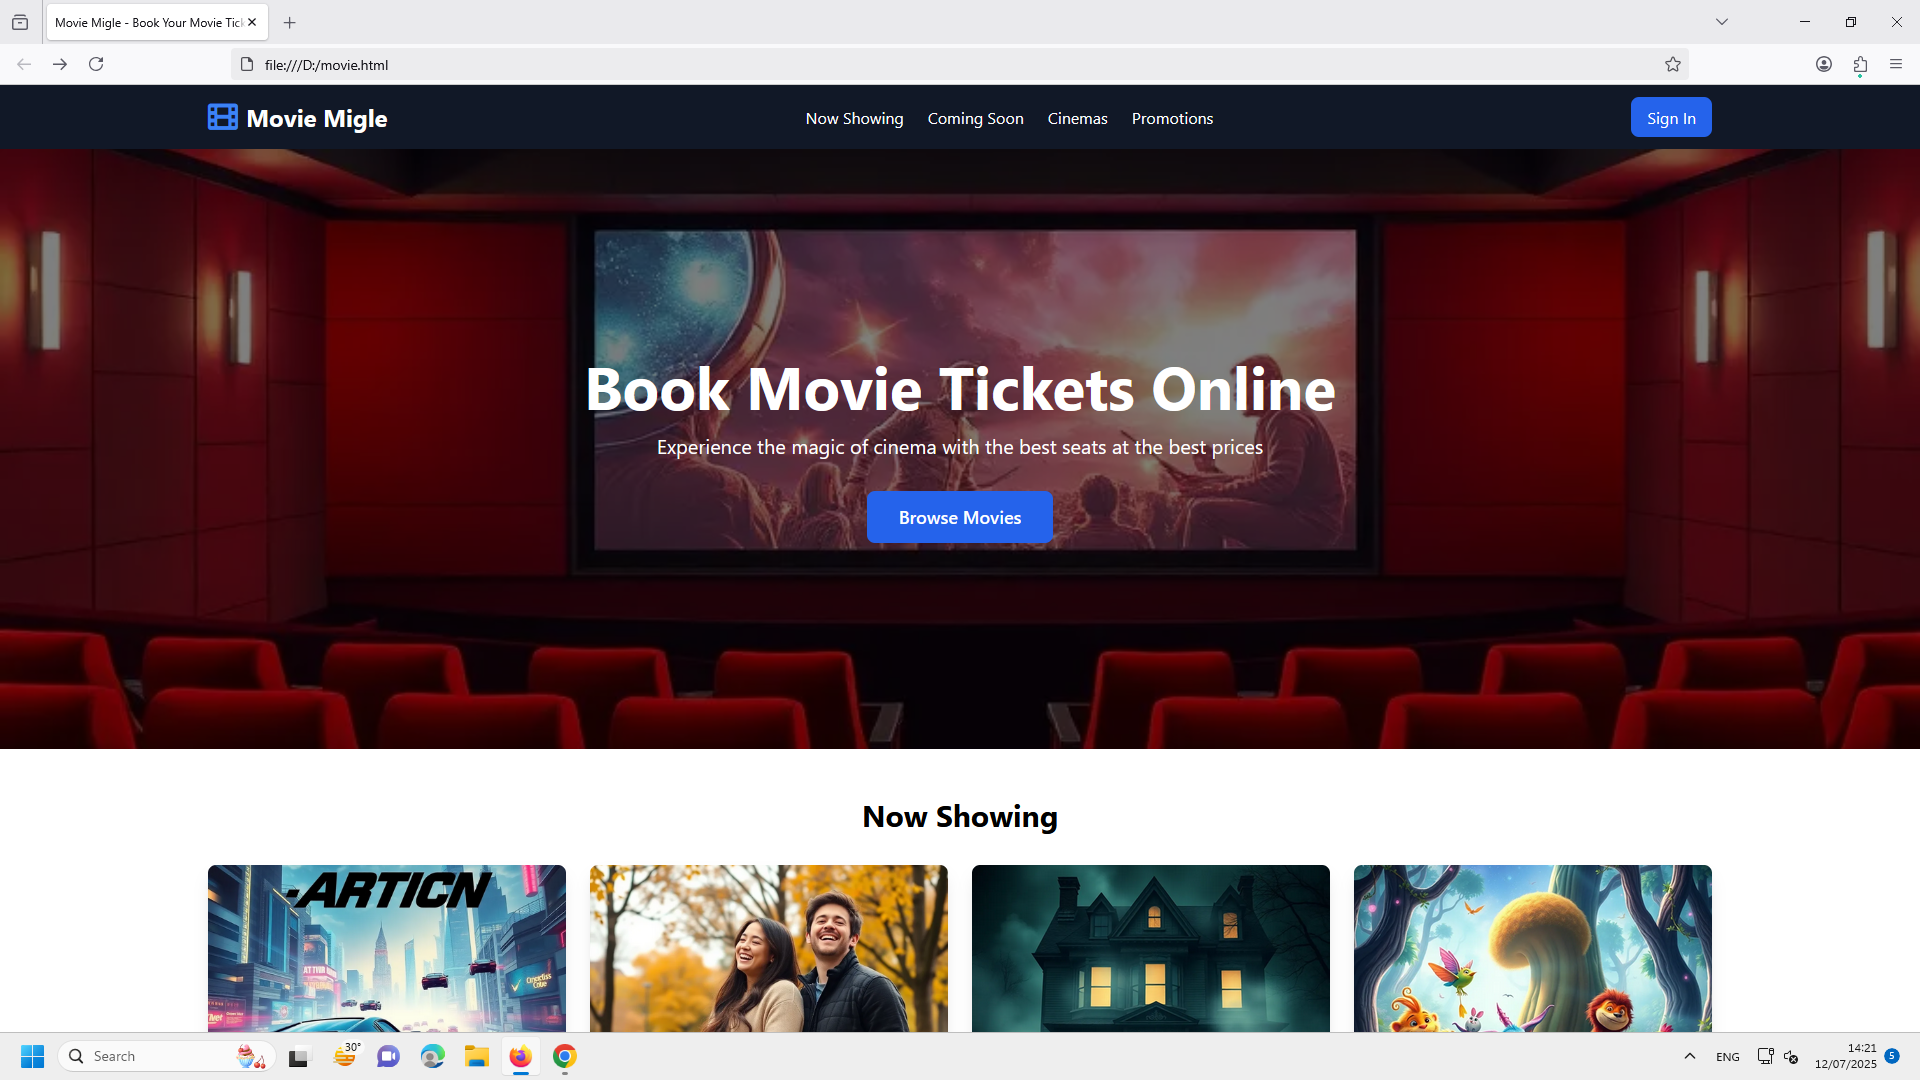 Movie Migle - Book Your Movie Tic
file:///D:/movie.html
Movie Migle
Now Showing
Coming Soon
Cinemas
Promotions
Sign In
Book Movie Tickets Online
Experience the magic of cinema with the best seats at the best prices
Browse Movies
Now Showing
-ARTICN
Search
30°
ENG
14:21
12/07/2025
5